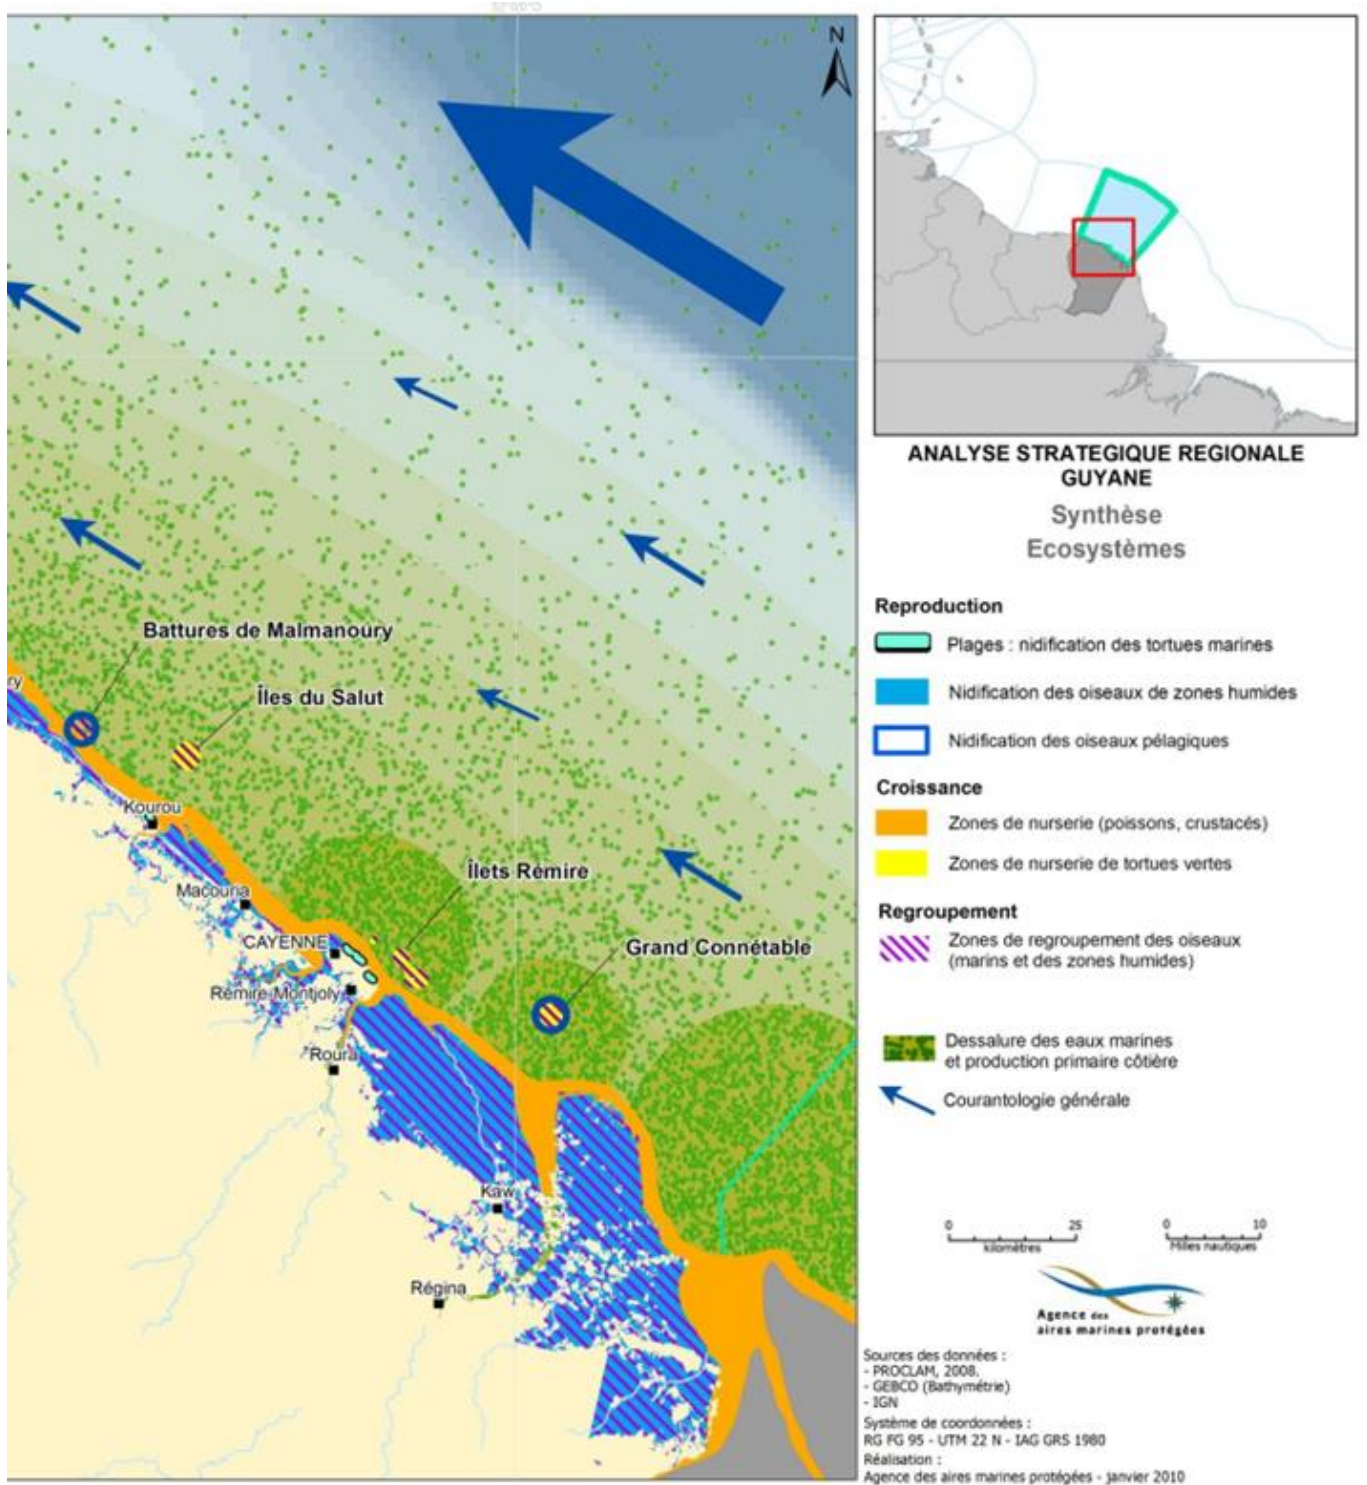 N
Battures de Malmanoury
Îles du Salut
ry
Kourou
Îlets Rémire
Macouria
CAYENNE
Grand Connétable
Rémire-Montjoly
Roura
Kaw
Régina
ANALYSE STRATEGIQUE REGIONALE
GUYANE
Synthèse
Ecosystèmes
Reproduction
Plages : nidification des tortues marines
Nidification des oiseaux de zones humides
Nidification des oiseaux pélagiques
Croissance
Zones de nurserie (poissons, crustacés)
Zones de nurserie de tortues vertes
Regroupement
Zones de regroupement des oiseaux
(marins et des zones humides)
Dessalure des eaux marines
et production primaire côtière
Courantologie générale
0 25
kilomètres
0 10
Milles nautiques
Agence des
aires marines protégées
Sources des données :
- PROCLAM, 2008.
- GEBCO (Bathymétrie)
- IGN
Système de coordonnées :
RG FG 95 - UTM 22 N - IAG GRS 1980
Réalisation :
Agence des aires marines protégées - janvier 2010